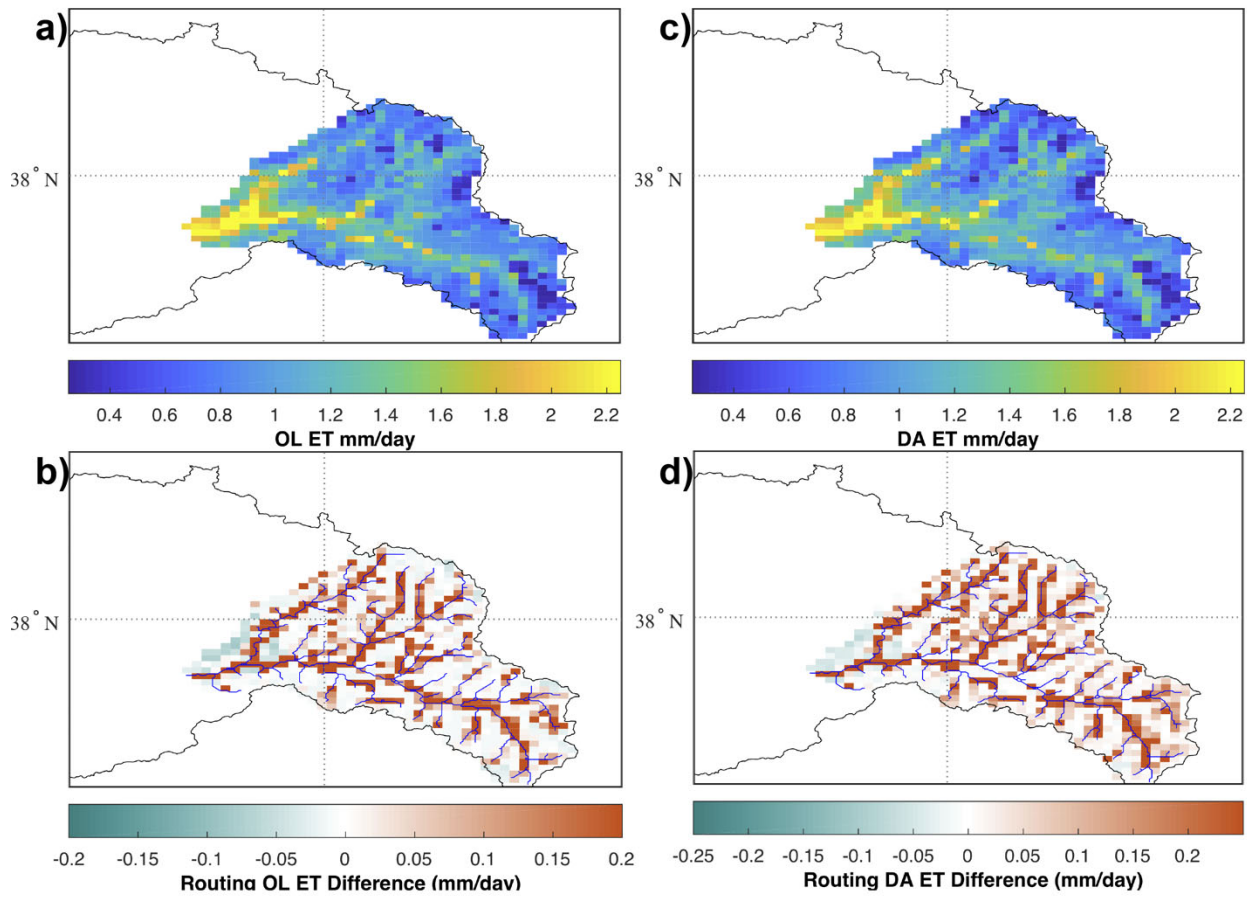 a)
38° N
0.4 0.6 0.8 1 1.2 1.4 1.6 1.8 2 2.2
OL ET mm/day
c)
0.4 0.6 0.8 1 1.2 1.4 1.6 1.8 2 2.2
DA ET mm/day
b)
38° N
-0.2 -0.15 -0.1 -0.05 0 0.05 0.1 0.15 0.2
Routing OL ET Difference (mm/day)
d)
-0.25 -0.2 -0.15 -0.1 -0.05 0 0.05 0.1 0.15 0.2
Routing DA ET Difference (mm/day)